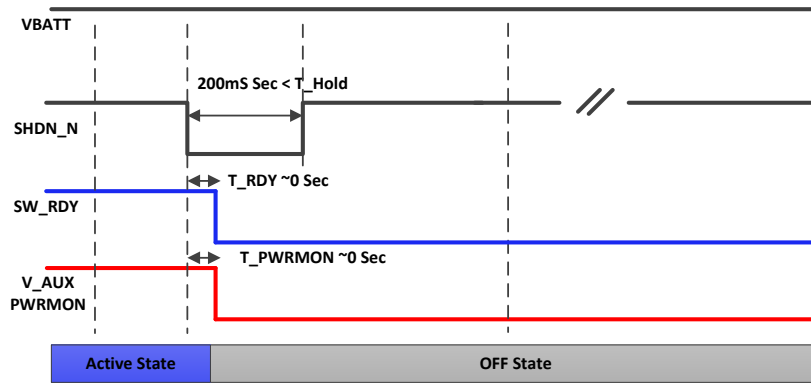 VBATT
200mS Sec < T_Hold
SHDN_N
T_RDY ~0 Sec
SW_RDY
T_PWRMON ~0 Sec
V_AUX
PWRMON
Active State
OFF State